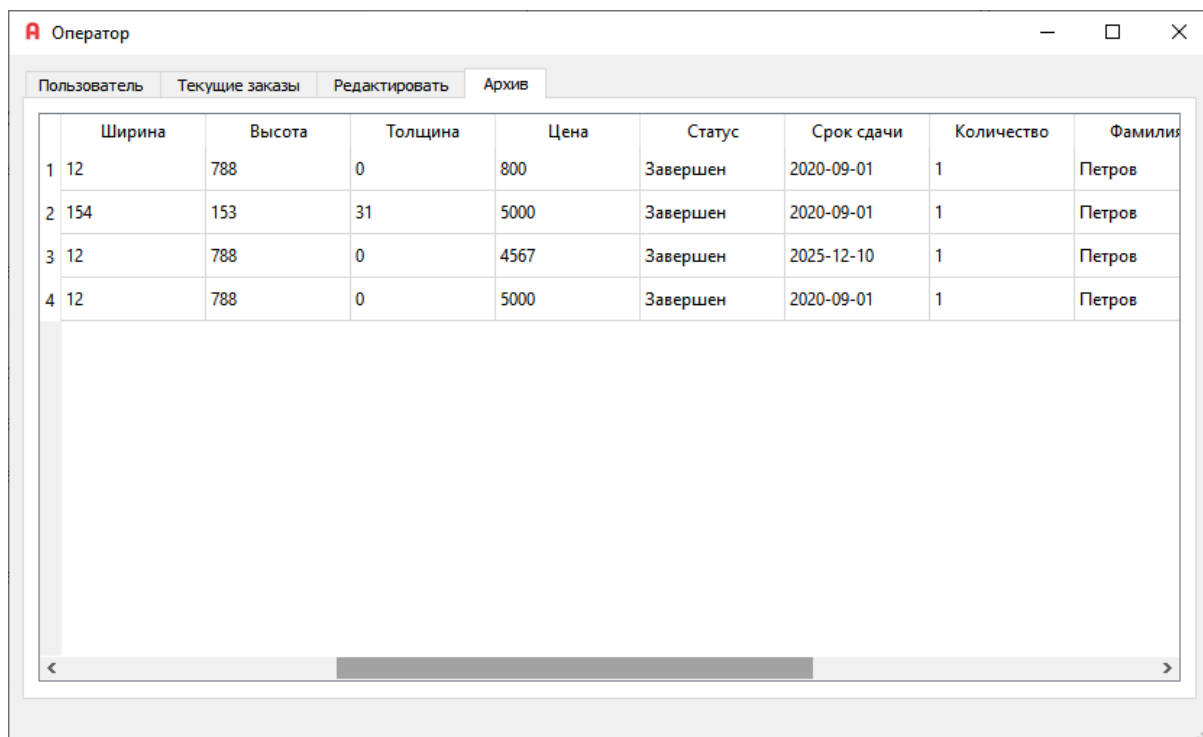 A Оператор
Пользователь Текущие заказы Редактировать Архив
Ширина Высота Толщина Цена Статус Срок сдачи Количество Фамилия
1 12 788 0 800 Завершен 2020-09-01 1 Петров
2 154 153 31 5000 Завершен 2020-09-01 1 Петров
3 12 788 0 4567 Завершен 2025-12-10 1 Петров
4 12 788 0 5000 Завершен 2020-09-01 1 Петров